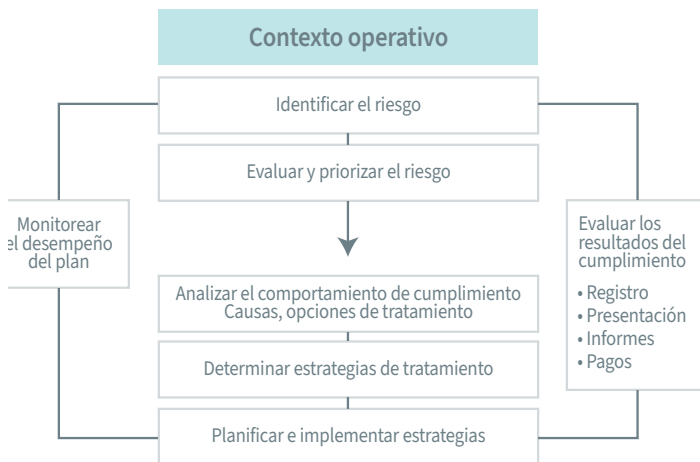 Contexto operativo
Identificar el riesgo
Evaluar y priorizar el riesgo
Monitorear
el desempeño
del plan
Evaluar los
resultados del
cumplimiento
• Registro
• Presentación
• Informes
• Pagos
Analizar el comportamiento de cumplimiento
Causas, opciones de tratamiento
Determinar estrategias de tratamiento
Planificar e implementar estrategias